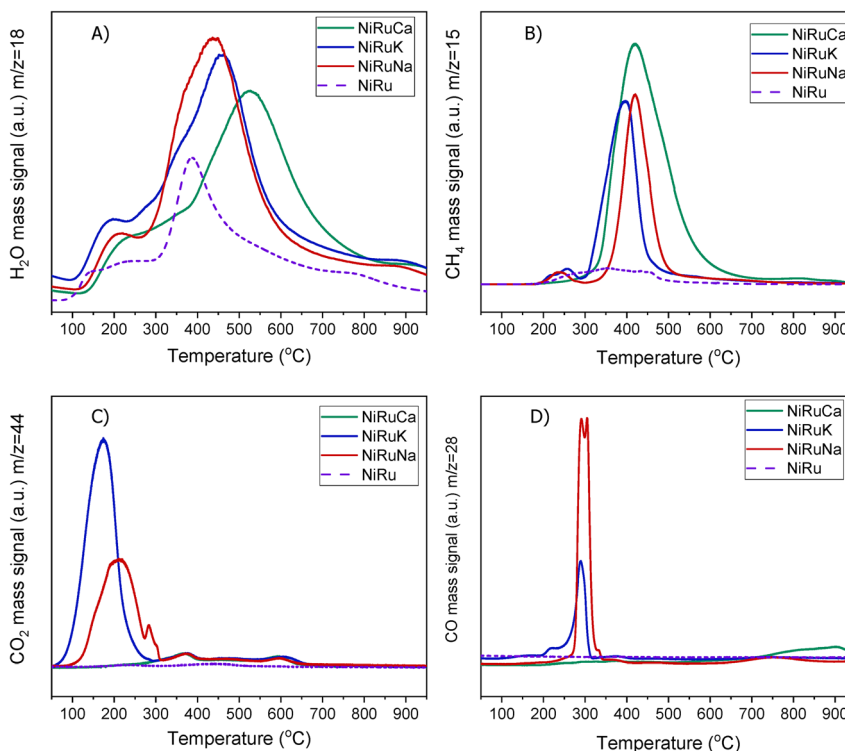 A)
NiRuCa
NiRuK
NiRuNa
NiRu
H₂O mass signal (a.u.) m/z=18
100 200 300 400 500 600 700 800 900
Temperature (°C)
B)
NiRuCa
NiRuK
NiRuNa
NiRu
CH₄ mass signal (a.u.) m/z=15
100 200 300 400 500 600 700 800 900
Temperature (°C)
C)
NiRuCa
NiRuK
NiRuNa
NiRu
CO₂ mass signal (a.u.) m/z=44
100 200 300 400 500 600 700 800 900
Temperature (°C)
D)
NiRuCa
NiRuK
NiRuNa
NiRu
CO mass signal (a.u.) m/z=28
100 200 300 400 500 600 700 800 900
Temperature (°C)